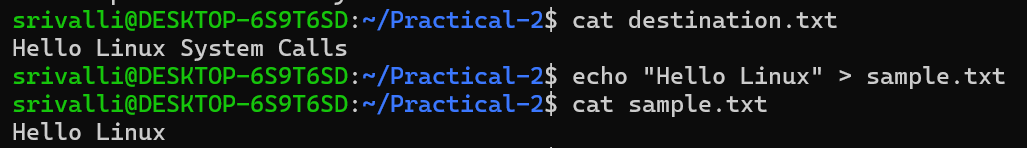 srivalli@DESKTOP-6S9T6SD:~/Practical-2$ cat destination.txt
Hello Linux System Calls
srivalli@DESKTOP-6S9T6SD:~/Practical-2$ echo "Hello Linux" > sample.txt
srivalli@DESKTOP-6S9T6SD:~/Practical-2$ cat sample.txt
Hello Linux